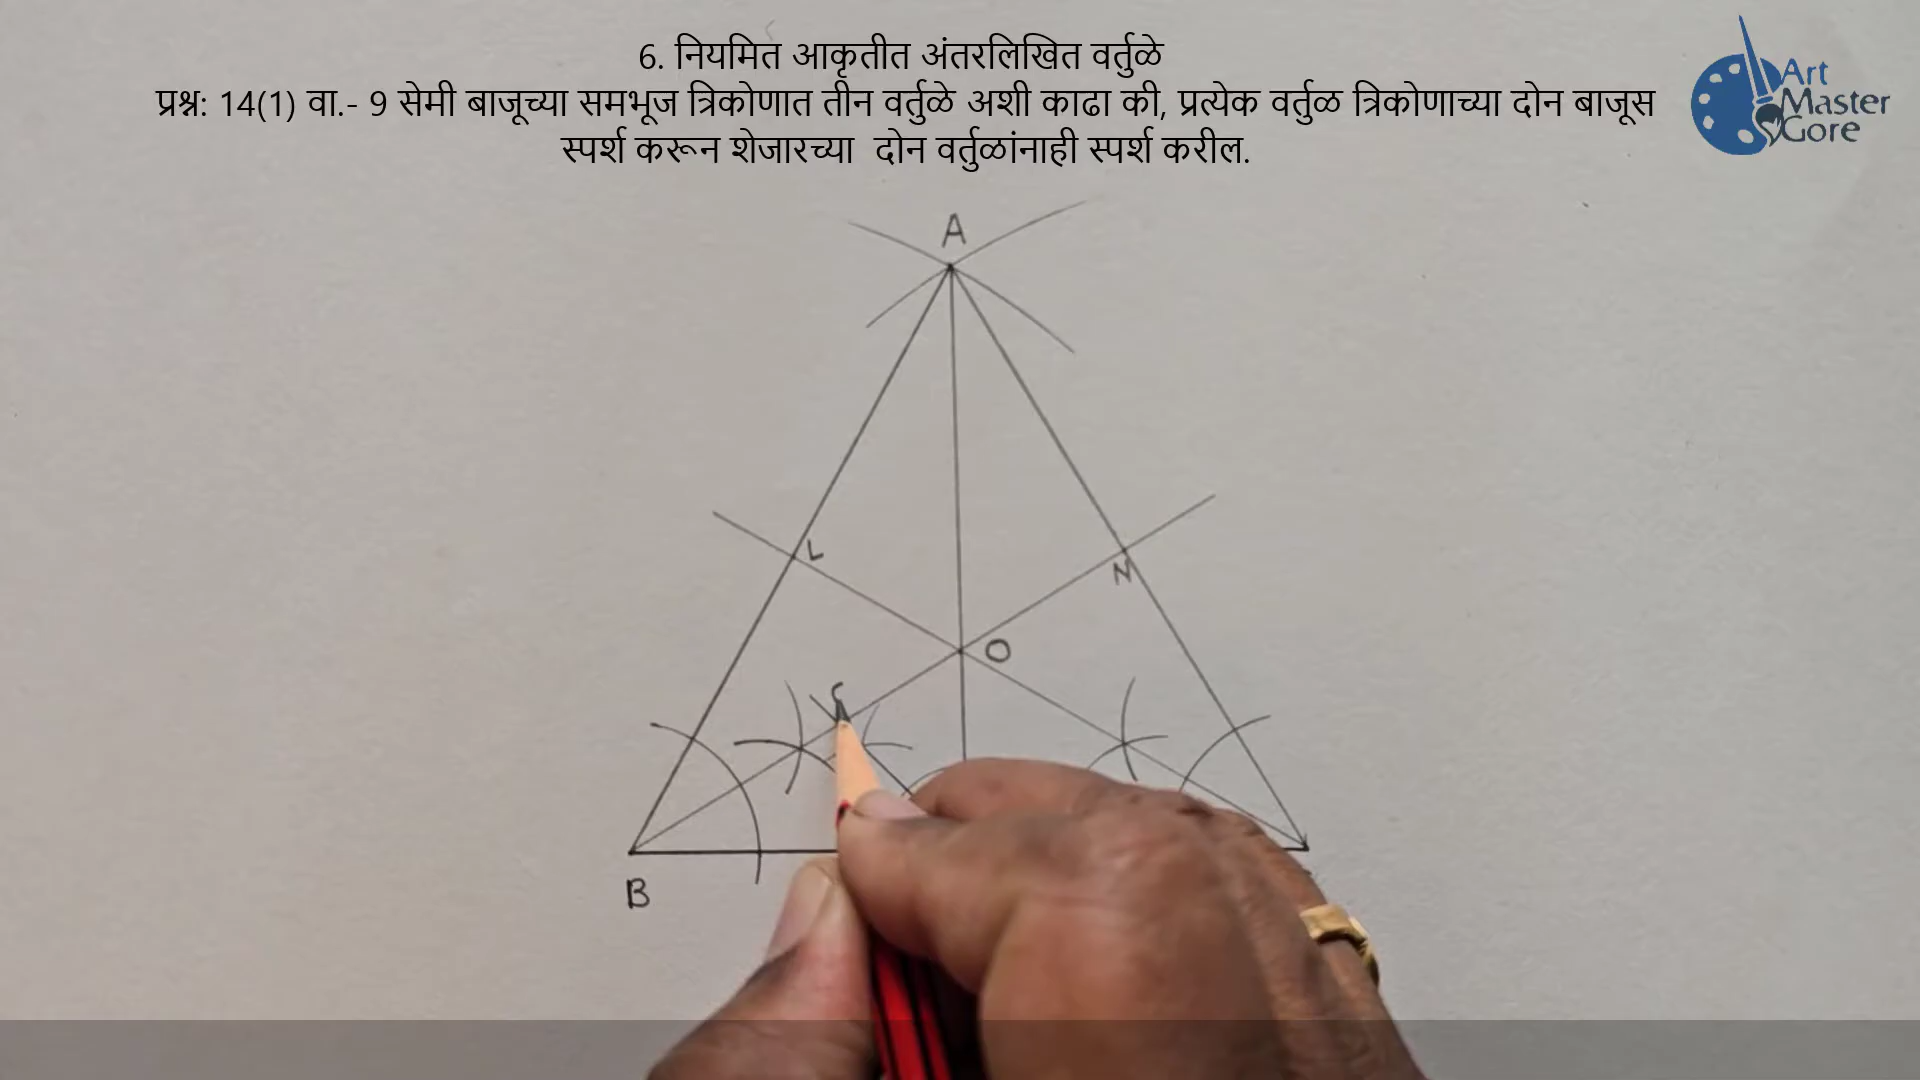 6. नियमित आकृतीत अंतरलिखित वर्तुळे
प्रश्न: 14(1) वा.- 9 सेमी बाजूच्या समभूज त्रिकोणात तीन वर्तुळे अशी काढा की, प्रत्येक वर्तुळ त्रिकोणाच्या दोन बाजूस
स्पर्श करून शेजारच्या दोन वर्तुळांनाही स्पर्श करील.
Art
Master
Gore
A
L
N
O
B